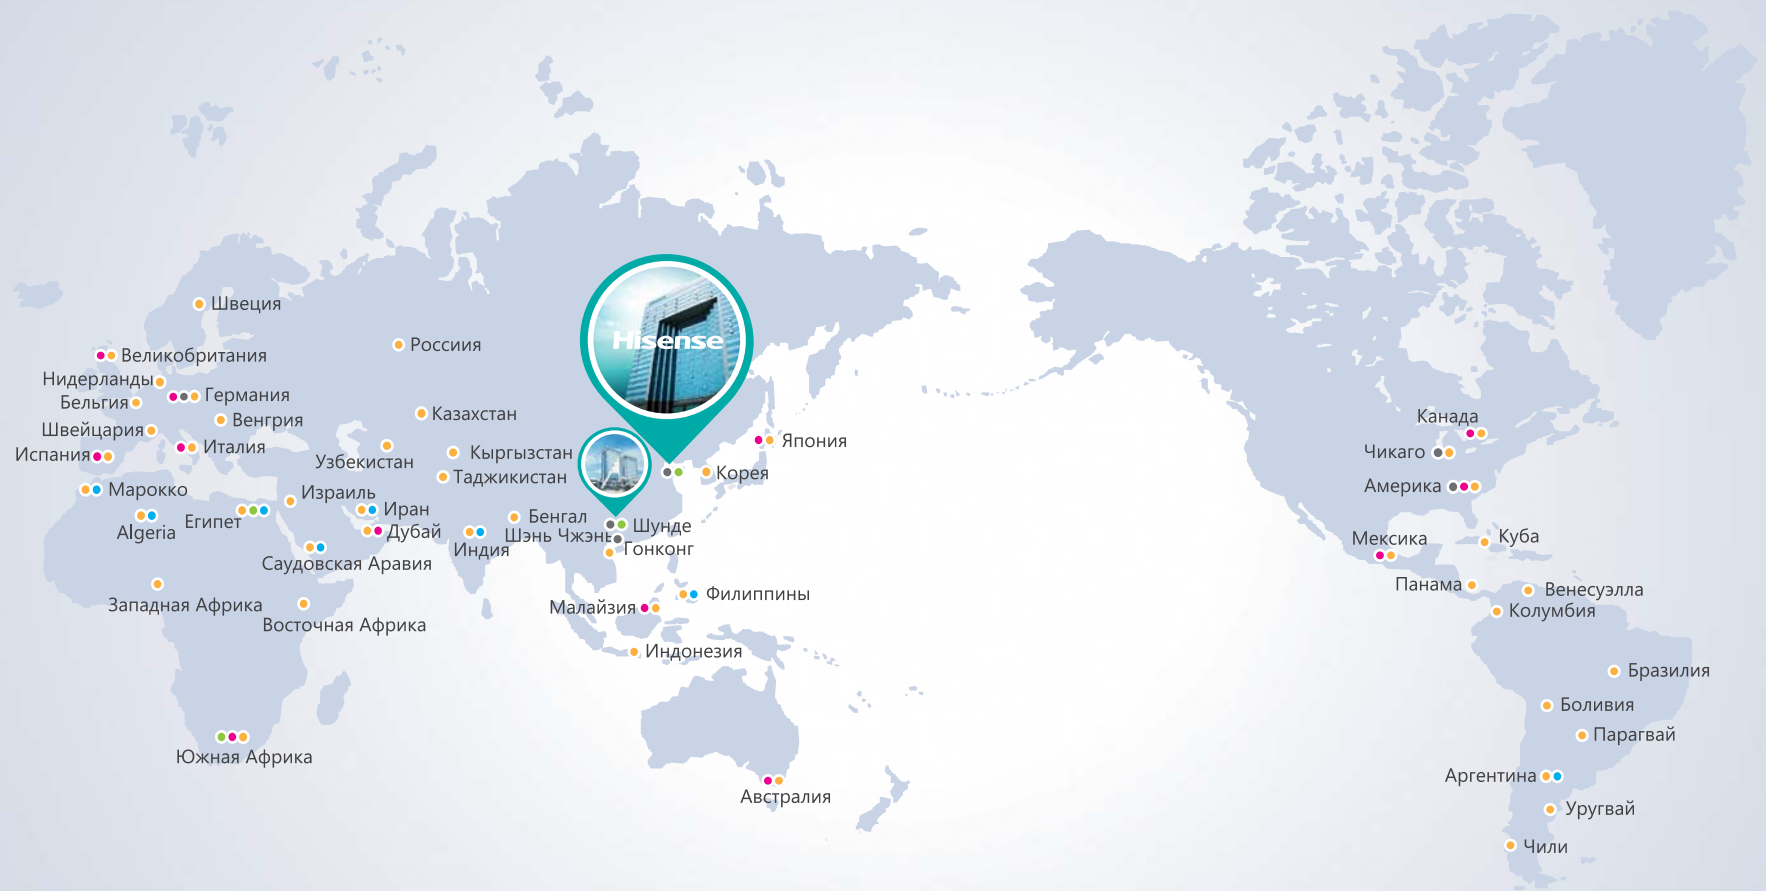 Швеция
Россиия
Hisense
Великобритания
Нидерланды
Германия
Бельгия
Венгрия
Казахстан
Канада
Швейцария
Испания
Италия
Узбекистан
Кыргызстан
Таджикистан
Япония
Корея
Чикаго
Америка
Марокко
Израиль
Иран
Algeria
Египет
Дубай
Бенгал
Шунде
Шэнь Чжэнь
Индия
Гонконг
Мексика
Куба
Саудовская Аравия
Панама
Венесуэлла
Филиппины
Западная Африка
Малайзия
Колумбия
Восточная Африка
Индонезия
Бразилия
Боливия
Парагвай
Южная Африка
Аргентина
Австралия
Уругвай
Чили